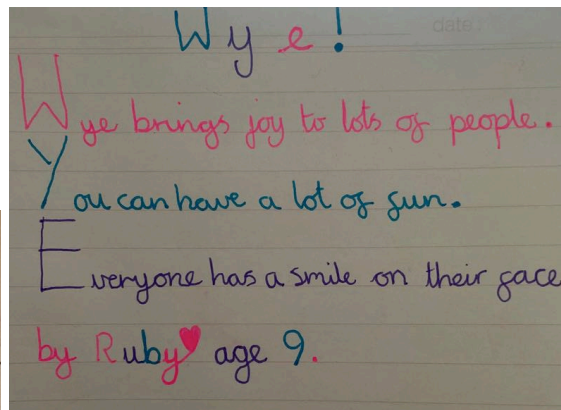 date
Wye!
Wye brings joy to lots of people.
You can have a lot of fun.
Everyone has a smile on their face
by Ruby age 9.